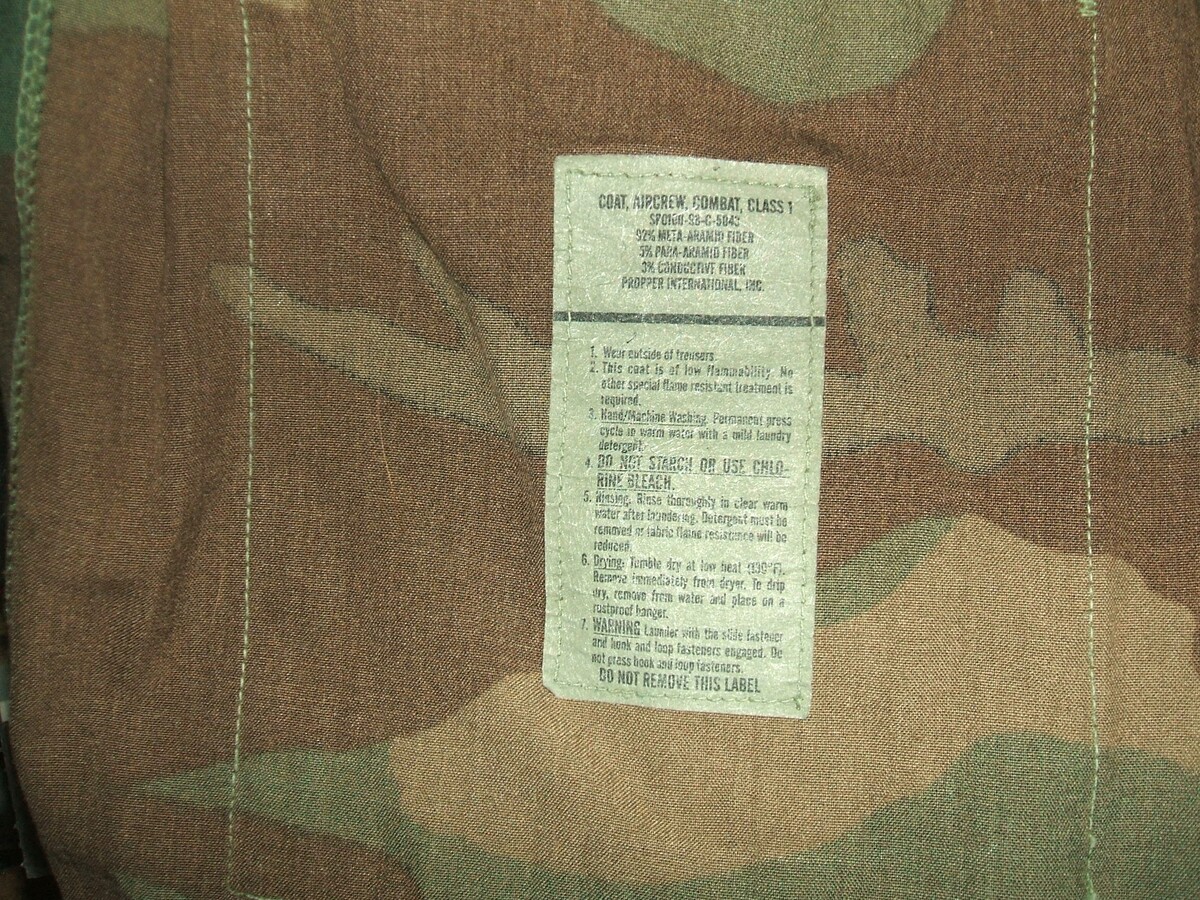 COAT, AIRCREW, COMBAT, CLASS 1
SPO100-98-C-5043
92% META-ARAMID FIBER
5% PARA-ARAMID FIBER
3% CONDUCTIVE FIBER
PROPPER INTERNATIONAL, INC.
1. Wear outside of trousers.
2. This coat is of low flammability. No
other special flame resistant treatment is
required.
3. Hand/Machine Washing. Permanent press
cycle in warm water with a mild laundry
detergent.
4. DO NOT STARCH OR USE CHLO-
RINE BLEACH.
5. Rinsing: Rinse thoroughly in clear warm
water after laundering. Detergent must be
removed or fabric flame resistance will be
reduced.
6. Drying: Tumble dry at low heat (130°F).
Remove immediately from dryer. To drip
dry, remove from water and place on a
rustproof hanger.
7. WARNING Launder with the slide fastener
and hook and loop fasteners engaged. Do
not press hook and loop fasteners.
DO NOT REMOVE THIS LABEL